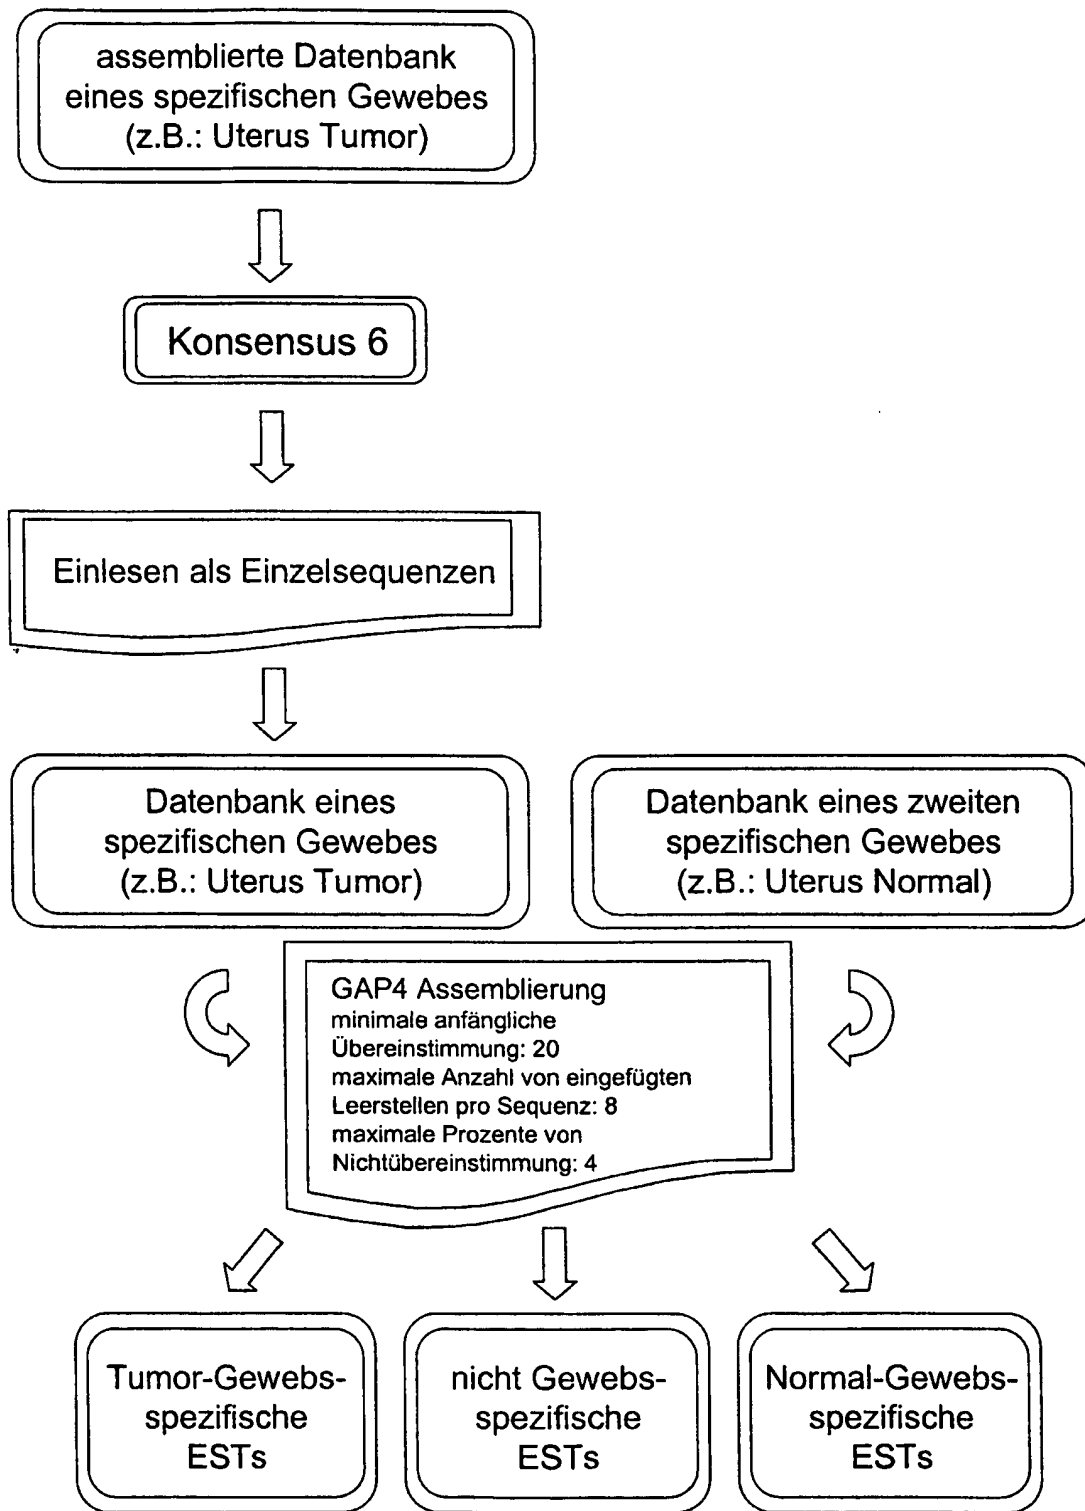 assemblierte Datenbank
eines spezifischen Gewebes
(z.B.: Uterus Tumor)
Konsensus 6
Einlesen als Einzelsequenzen
Datenbank eines
spezifischen Gewebes
(z.B.: Uterus Tumor)
Datenbank eines zweiten
spezifischen Gewebes
(z.B.: Uterus Normal)
GAP4 Assemblierung
minimale anfängliche
Übereinstimmung: 20
maximale Anzahl von eingefügten
Leerstellen pro Sequenz: 8
maximale Prozente von
Nichtübereinstimmung: 4
Tumor-Gewebs-
spezifische
ESTs
nicht Gewebs-
spezifische
ESTs
Normal-Gewebs-
spezifische
ESTs